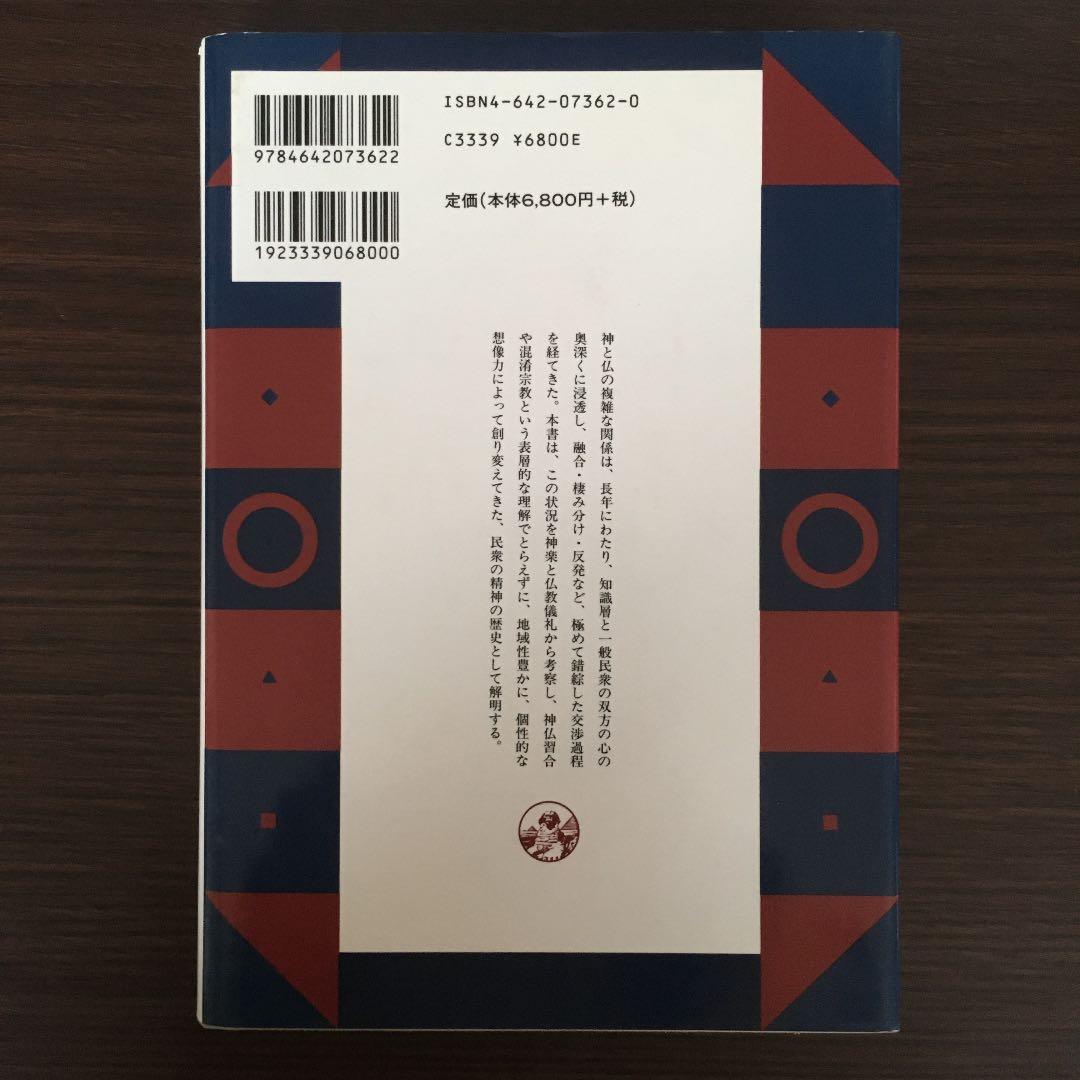 ISBN4-642-07362-0
C3339 ¥6800E
9784642073622
定価(本体6,800円+税)
1923339068000
神と仏の複雑な関係は、長年にわたり、知識層と一般民衆の双方の心の
奥深くに浸透し、融合・棲み分け・反発など、極めて錯綜した交渉過程
を経てきた。本書は、この状況を神楽と仏教儀礼から考察し、神仏習合
や混淆宗教という表層的な理解でとらえずに、地域性豊かに、個性的な
想像力によって創り変えてきた、民衆の精神の歴史として解明する。